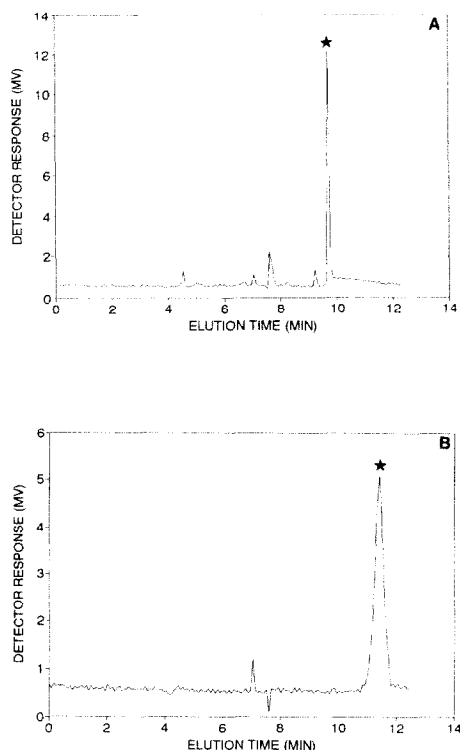 A
14
12
10
8
6
4
2
0
DETECTOR RESPONSE (MV)
0 2 4 6 8 10 12 14
ELUTION TIME (MIN)
B
6
5
4
3
2
1
0
DETECTOR RESPONSE (MV)
0 2 4 6 8 10 12 14
ELUTION TIME (MIN)